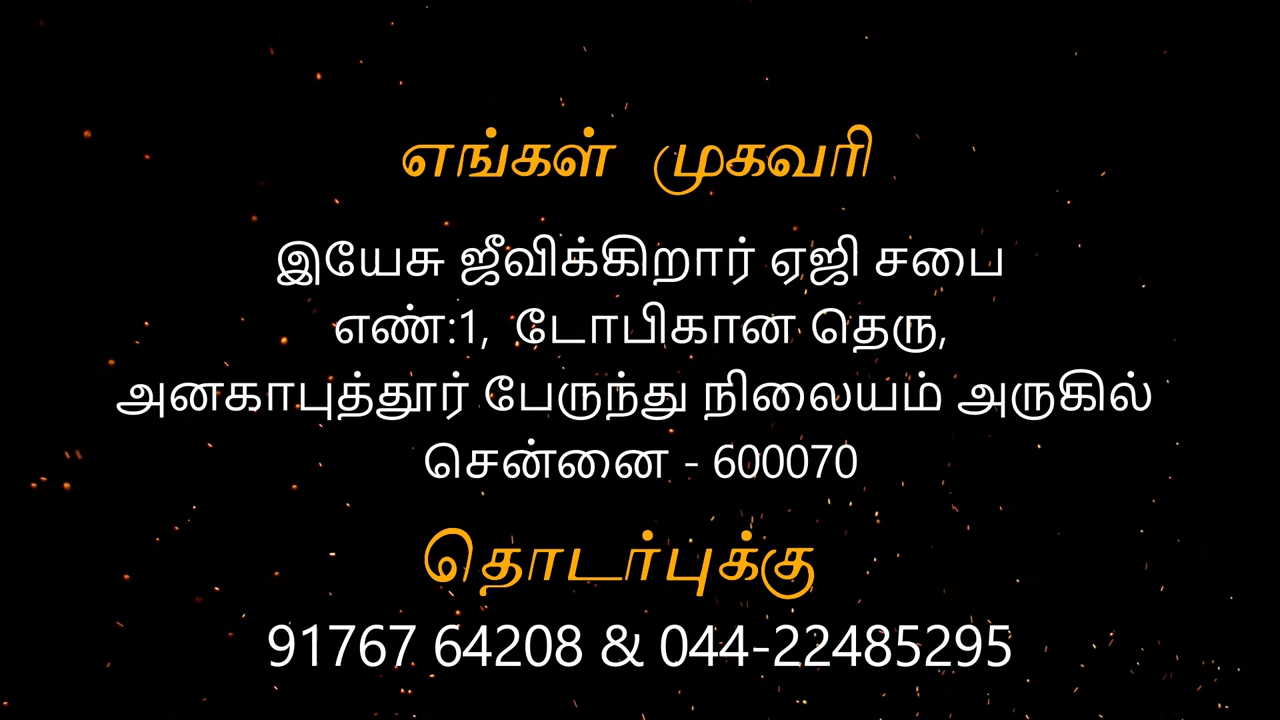 எங்கள் முகவரி
இயேசு ஜீவிக்கிறார் ஏஜி சபை
எண்:1, டோபிகான தெரு,
அனகாபுத்தூர் பேருந்து நிலையம் அருகில்
சென்னை - 600070
தொடர்புக்கு
91767 64208 & 044-22485295